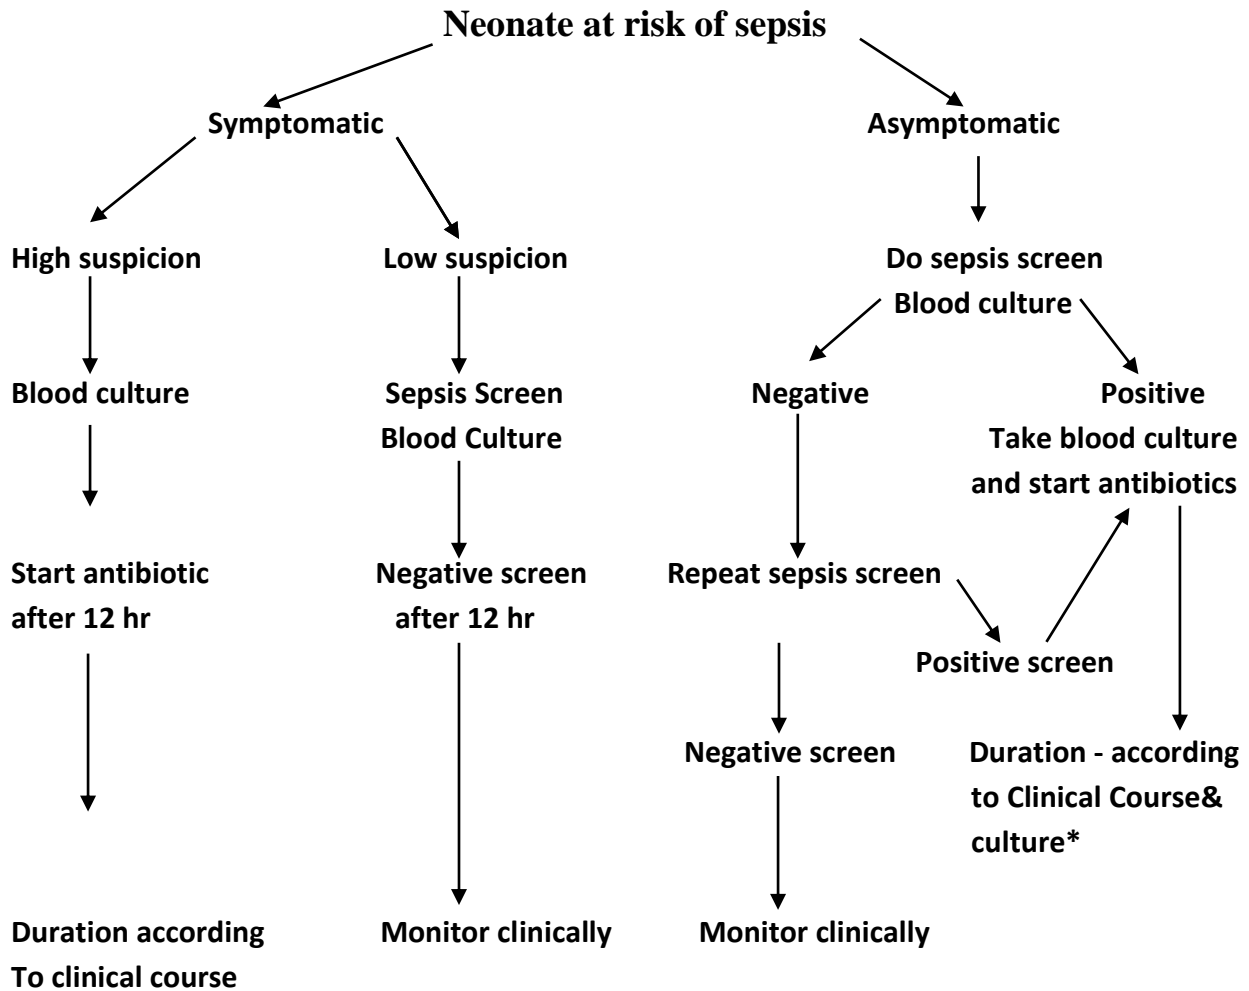 Neonate at risk of sepsis
Symptomatic
Asymptomatic
High suspicion
Low suspicion
Do sepsis screen
Blood culture
Blood culture
Sepsis Screen
Blood Culture
Negative
Positive
Take blood culture
and start antibiotics
Start antibiotic
after 12 hr
Negative screen
after 12 hr
Repeat sepsis screen
Positive screen
Negative screen
Duration - according
to Clinical Course&
culture*
Duration according
To clinical course
Monitor clinically
Monitor clinically